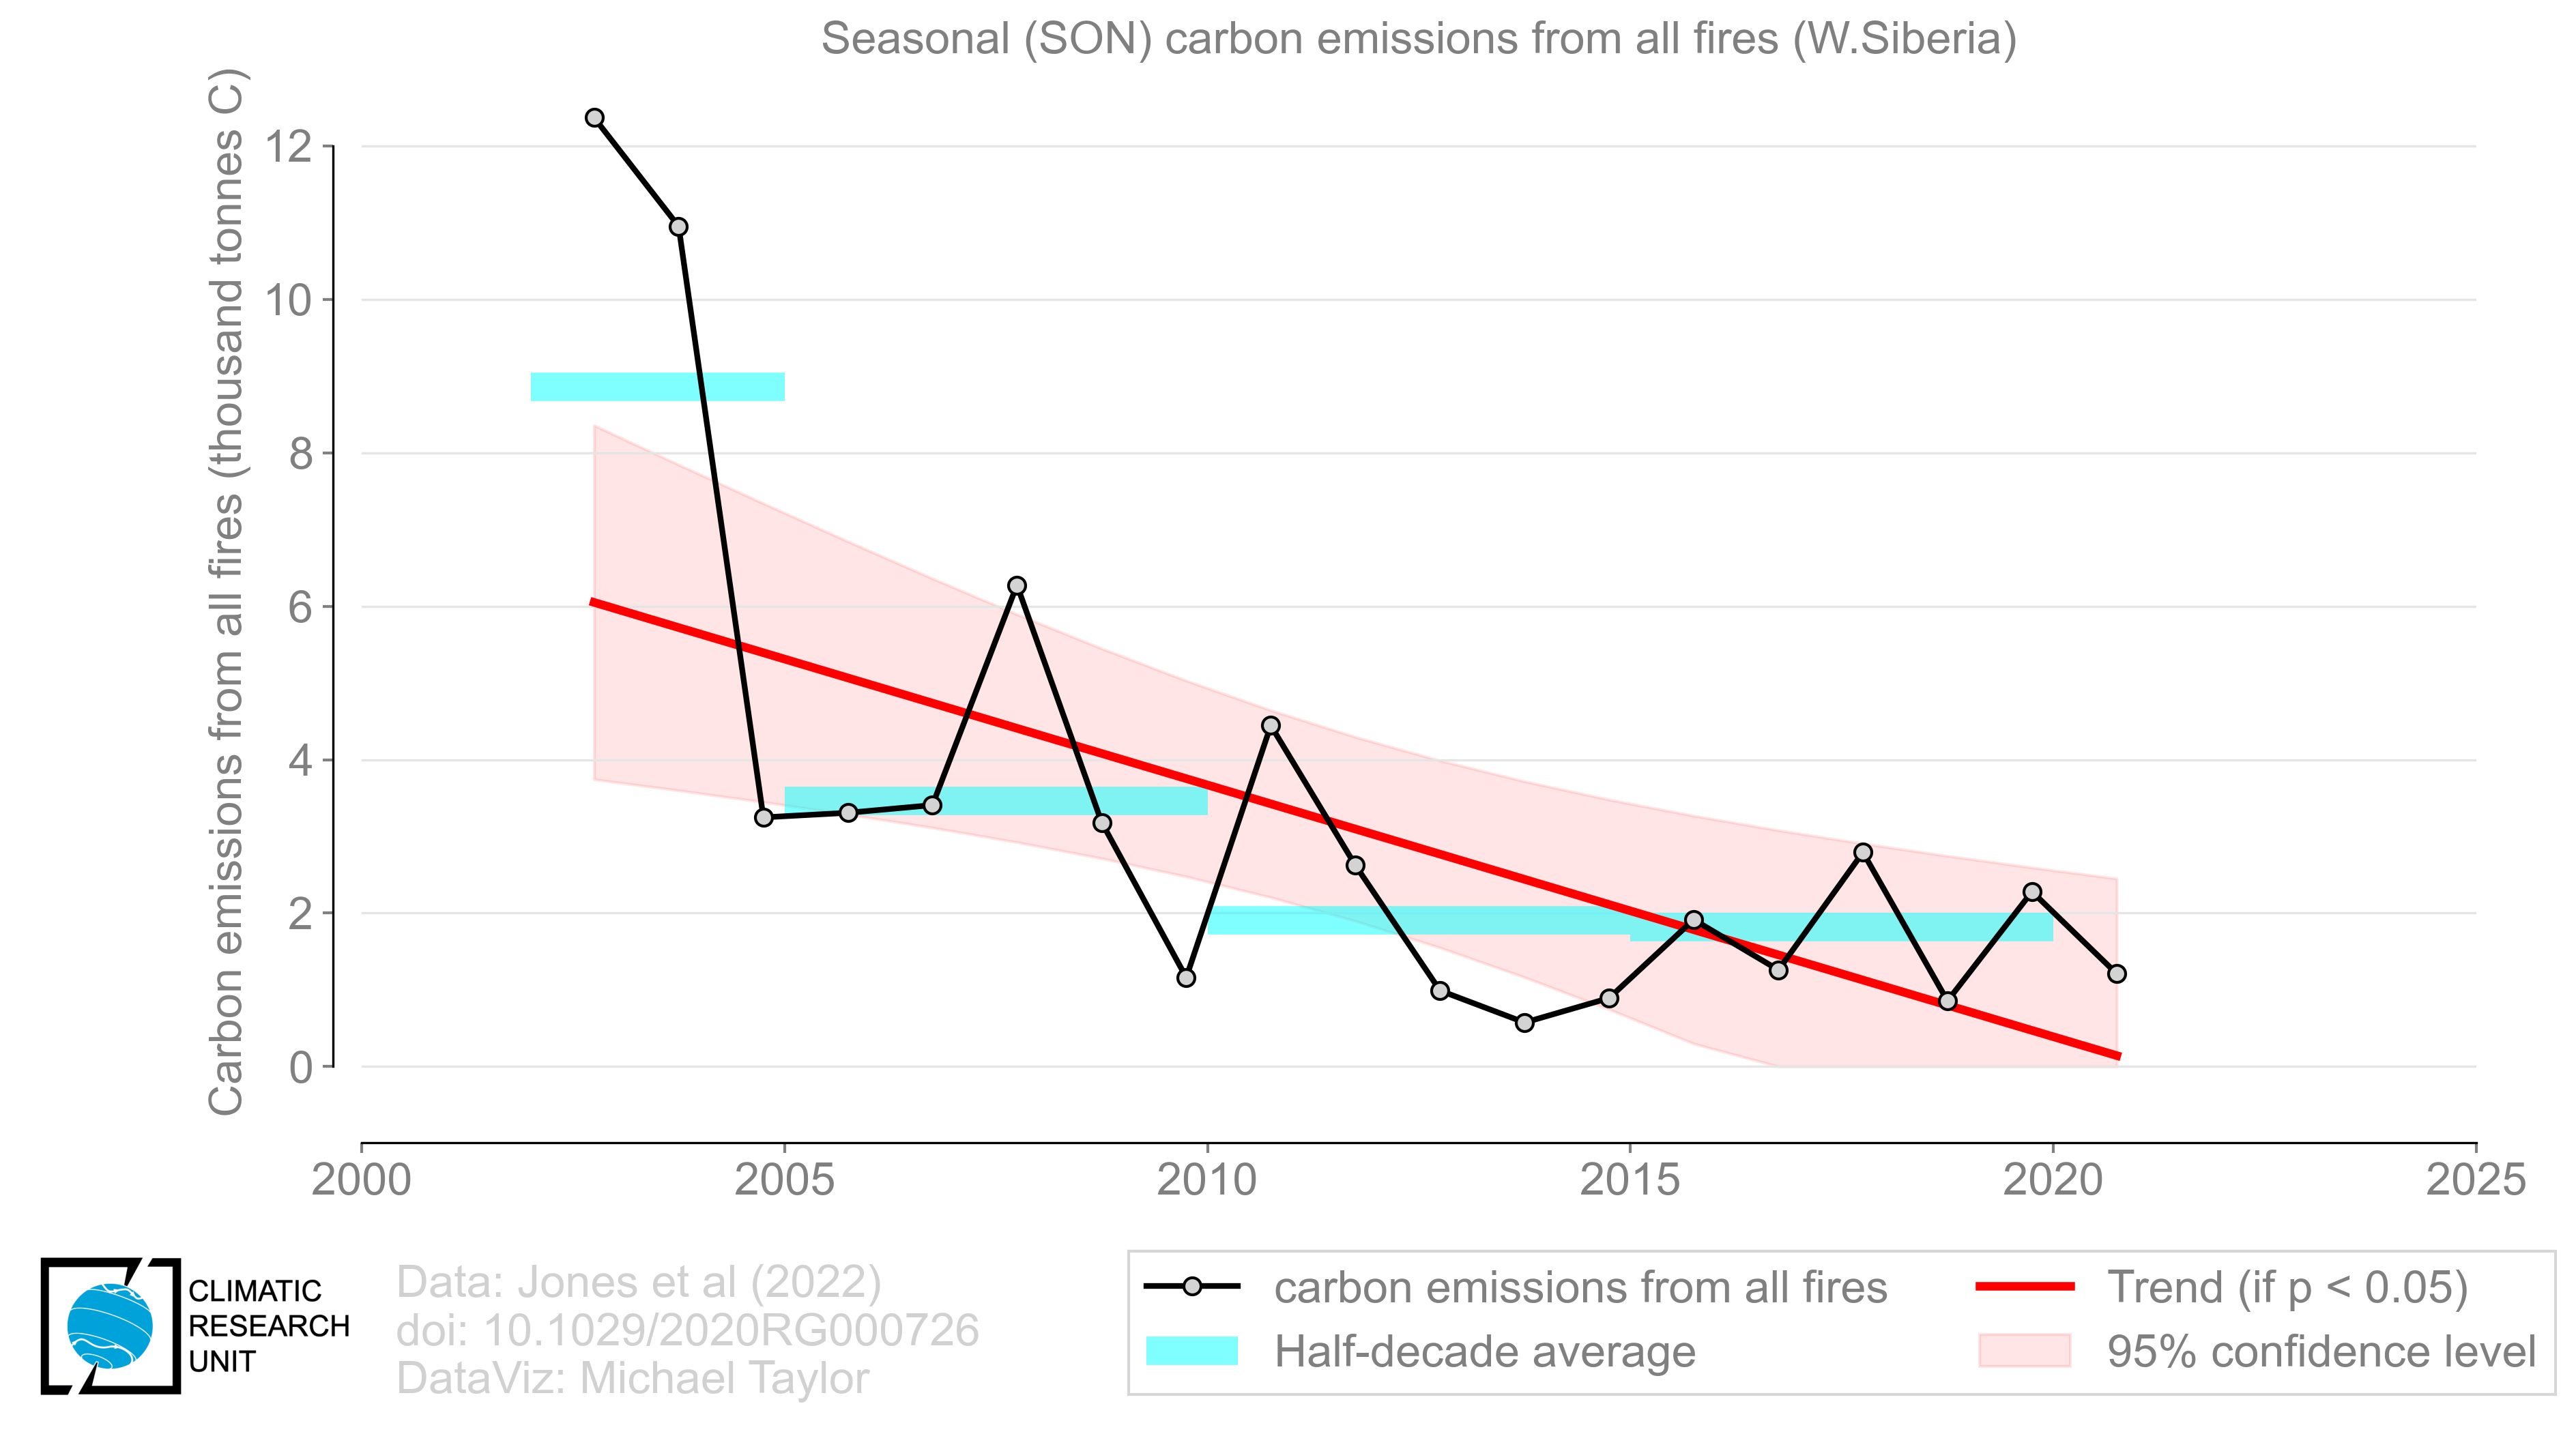 Seasonal (SON) carbon emissions from all fires (W.Siberia)
Carbon emissions from all fires (thousand tonnes C)
12
10
8
6
4
2
0
2000 2005 2010 2015 2020 2025
CLIMATIC
RESEARCH
UNIT
Data: Jones et al (2022)
doi: 10.1029/2020RG000726
DataViz: Michael Taylor
carbon emissions from all fires
Half-decade average
Trend (if p < 0.05)
95% confidence level